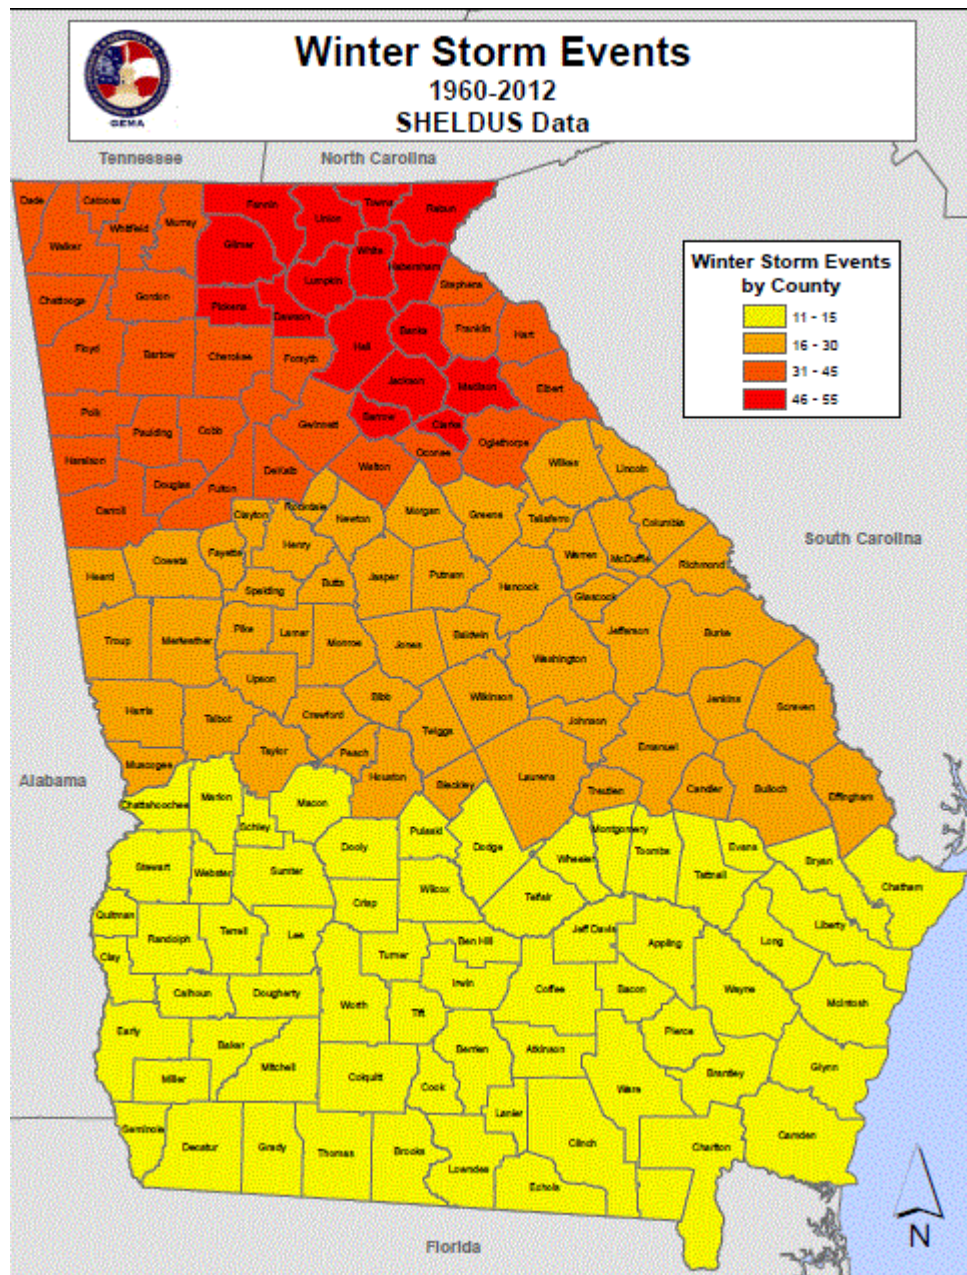 Winter Storm Events
1960-2012
SHELDUS Data
GEMA
Tennessee
North Carolina
Winter Storm Events
by County
11 - 15
16 - 30
31 - 45
46 - 55
Dade
Catoosa
Whitfield
Murray
Walker
Fannin
Union
Towns
Rabun
Gilmer
White
Habersham
Lumpkin
Stephens
Chattooga
Gordon
Pickens
Dawson
Banks
Franklin
Hart
Floyd
Bartow
Cherokee
Forsyth
Hall
Jackson
Madison
Elbert
Polk
Paulding
Cobb
Gwinnett
Barrow
Clarke
Oglethorpe
Oconee
Haralson
Douglas
Fulton
DeKalb
Walton
Wilkes
Lincoln
Carroll
Clayton
Rockdale
Newton
Morgan
Greene
Taliaferro
Columbia
South Carolina
Heard
Coweta
Fayette
Henry
Spalding
Butts
Jasper
Putnam
Hancock
Warren
McDuffie
Richmond
Glascock
Troup
Meriwether
Pike
Lamar
Monroe
Jones
Baldwin
Washington
Jefferson
Burke
Upson
Bibb
Wilkinson
Jenkins
Screven
Harris
Talbot
Crawford
Twiggs
Johnson
Taylor
Peach
Emanuel
Muscogee
Houston
Bleckley
Laurens
Treutlen
Candler
Bulloch
Effingham
Alabama
Chattahoochee
Marion
Macon
Schley
Dooly
Pulaski
Dodge
Wheeler
Montgomery
Toombs
Evans
Tattnall
Bryan
Chatham
Stewart
Webster
Sumter
Crisp
Wilcox
Telfair
Quitman
Randolph
Terrell
Lee
Turner
Ben Hill
Jeff Davis
Appling
Long
Liberty
Clay
Calhoun
Dougherty
Worth
Tift
Irwin
Coffee
Bacon
Wayne
McIntosh
Early
Baker
Mitchell
Berrien
Atkinson
Pierce
Miller
Colquitt
Cook
Ware
Brantley
Glynn
Seminole
Decatur
Grady
Thomas
Brooks
Lanier
Lowndes
Clinch
Echols
Charlton
Camden
Florida
N